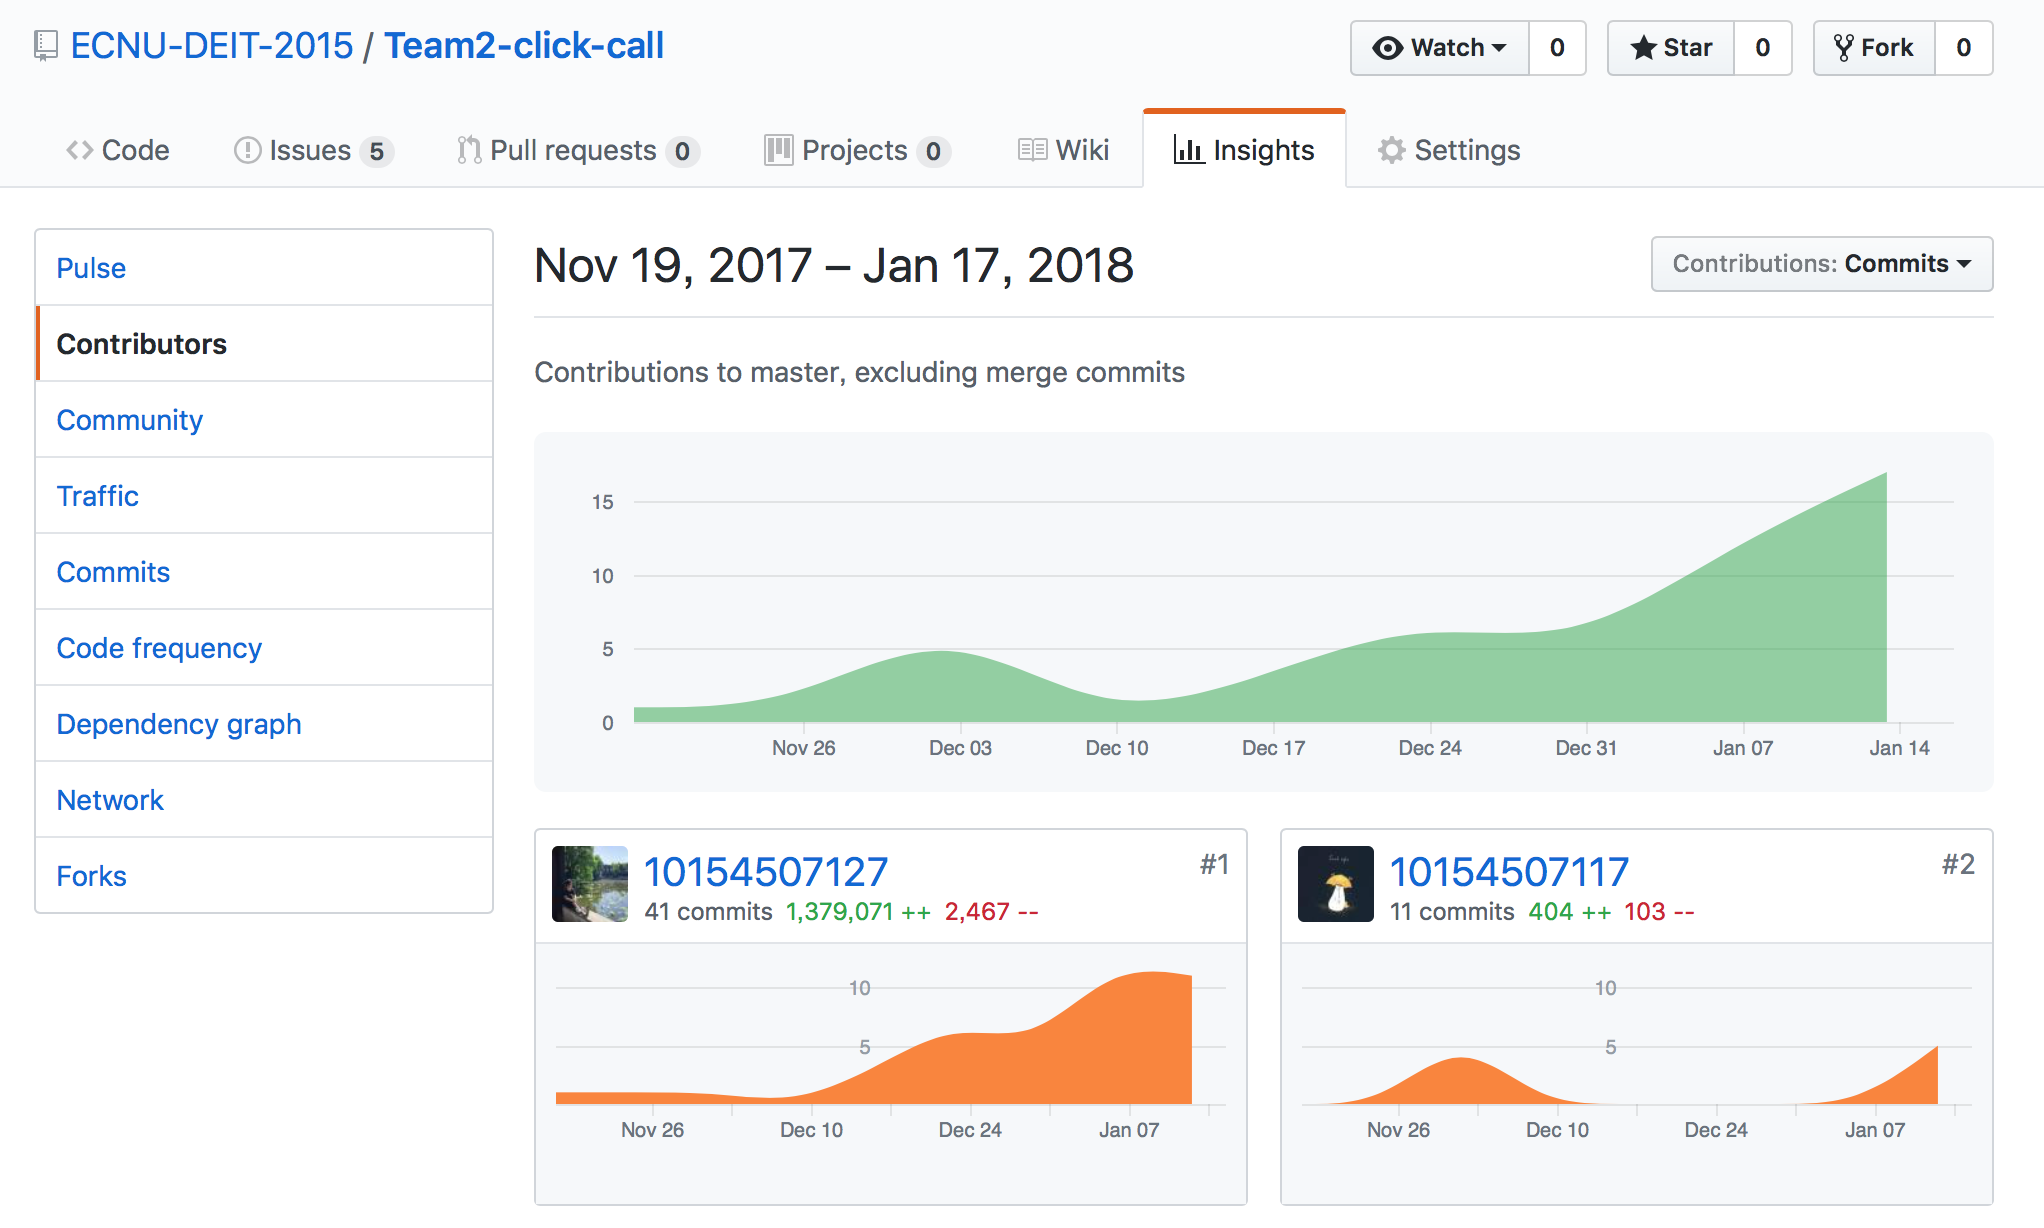 ECNU-DEIT-2015 / Team2-click-call
Watch 0 Star 0 Fork 0
Code Issues 5 Pull requests 0 Projects 0 Wiki Insights Settings
Pulse
Contributors
Community
Traffic
Commits
Code frequency
Dependency graph
Network
Forks
Nov 19, 2017 – Jan 17, 2018
Contributions: Commits
Contributions to master, excluding merge commits
15
10
5
0
Nov 26 Dec 03 Dec 10 Dec 17 Dec 24 Dec 31 Jan 07 Jan 14
10154507127 #1
41 commits 1,379,071 ++ 2,467 --
10
5
Nov 26 Dec 10 Dec 24 Jan 07
10154507117 #2
11 commits 404 ++ 103 --
10
5
Nov 26 Dec 10 Dec 24 Jan 07